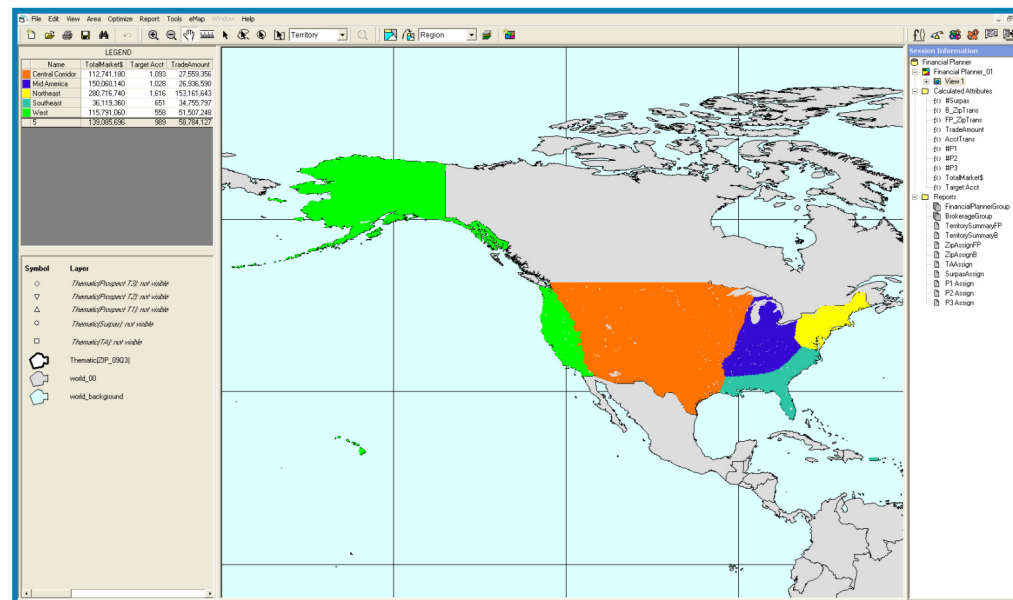 File Edit View Area Optimize Report Tools eMap Window Help
Territory
Region
LEGEND
Name TotalMarket$ Target Acct TradeAmount
Central Corridor 112,741,180 1,093 27,559,356
Mid America 150,060,140 1,028 26,936,590
Northeast 280,716,740 1,616 153,161,643
Southeast 36,119,360 651 34,755,797
West 115,791,060 558 51,507,248
5 139,085,696 989 58,784,127
Symbol Layer
Thematic(Prospect T3): not visible
Thematic(Prospect T2): not visible
Thematic(Prospect T1): not visible
Thematic(Surpas): not visible
Thematic(TA): not visible
Thematic(ZIP_09Q3)
world_00
world_background
Session Information
Financial Planner
Financial Planner_01
View 1
Calculated Attributes
f() #Surpas
f() B_ZipTrans
f() FP_ZipTrans
f() TradeAmount
f() AcctTrans
f() #P1
f() #P2
f() #P3
f() TotalMarket$
f() Target Acct
Reports
FinancialPlannerGroup
BrokerageGroup
TerritorySummaryFP
TerritorySummaryB
ZipAssignFP
ZipAssignB
TAAssign
SurpasAssign
P1 Assign
P2 Assign
P3 Assign